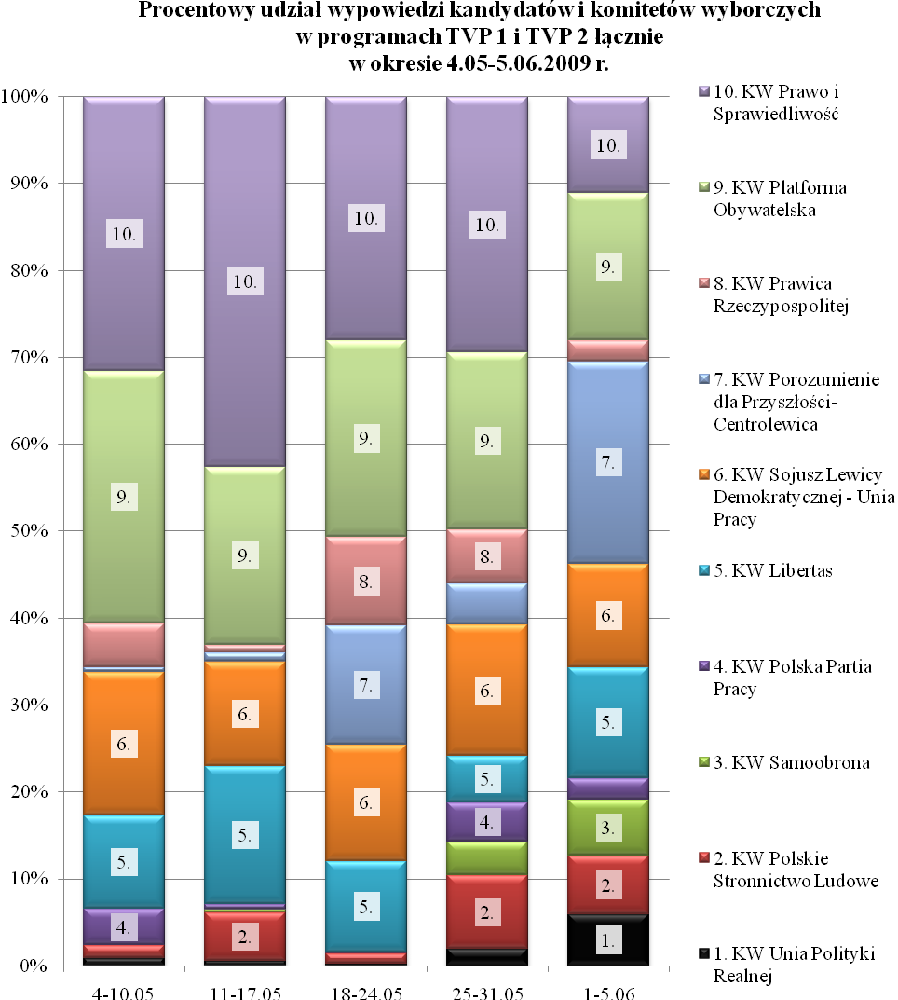 Procentowy udział wypowiedzi kandydatów i komitetów wyborczych
w programach TVP 1 i TVP 2 łącznie
w okresie 4.05-5.06.2009 r.
100%
90%
80%
70%
60%
50%
40%
30%
20%
10%
0%
10.
9.
6.
5.
4.
10.
9.
6.
5.
2.
10.
9.
8.
7.
6.
5.
10.
9.
8.
6.
5.
4.
2.
10.
9.
7.
6.
5.
3.
2.
1.
4-10.05
11-17.05
18-24.05
25-31.05
1-5.06
10. KW Prawo i
Sprawiedliwość
9. KW Platforma
Obywatelska
8. KW Prawica
Rzeczypospolitej
7. KW Porozumienie
dla Przyszłości-
Centrolewica
6. KW Sojusz Lewicy
Demokratycznej - Unia
Pracy
5. KW Libertas
4. KW Polska Partia
Pracy
3. KW Samoobrona
2. KW Polskie
Stronnictwo Ludowe
1. KW Unia Polityki
Realnej